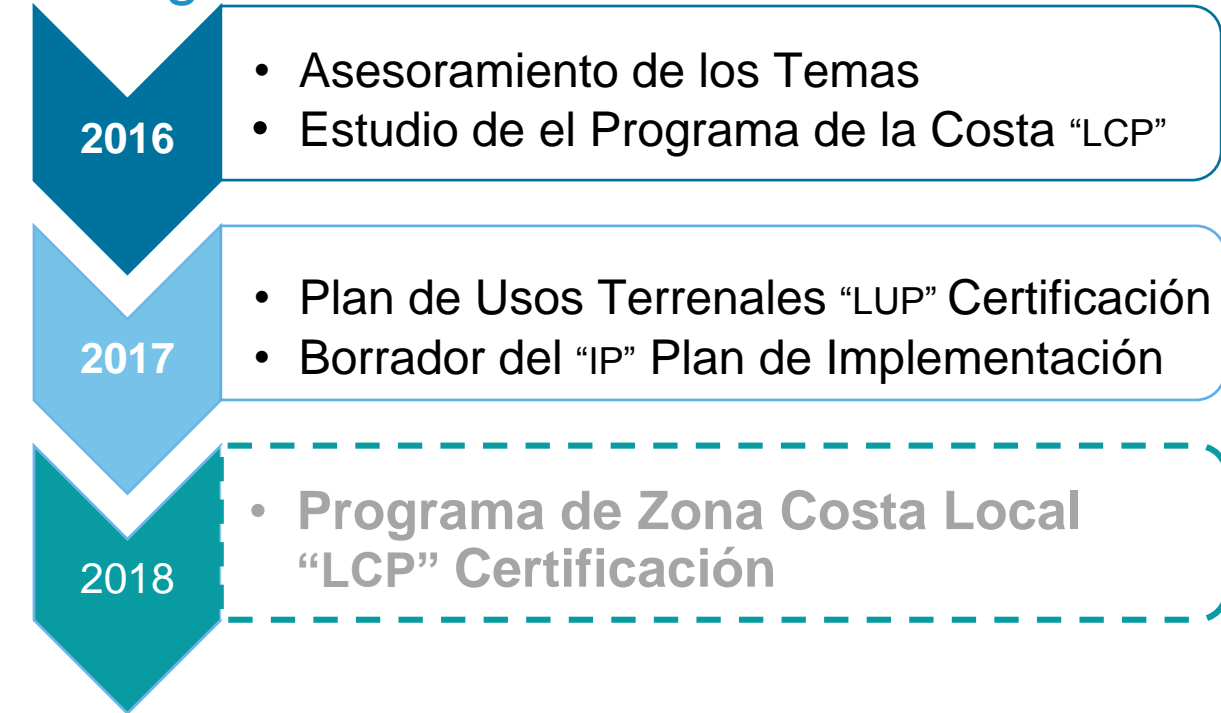 2016
• Asesoramiento de los Temas
• Estudio de el Programa de la Costa “LCP”
2017
• Plan de Usos Terrenales “LUP” Certificación
• Borrador del “IP” Plan de Implementación
2018
• Programa de Zona Costa Local
“LCP” Certificación